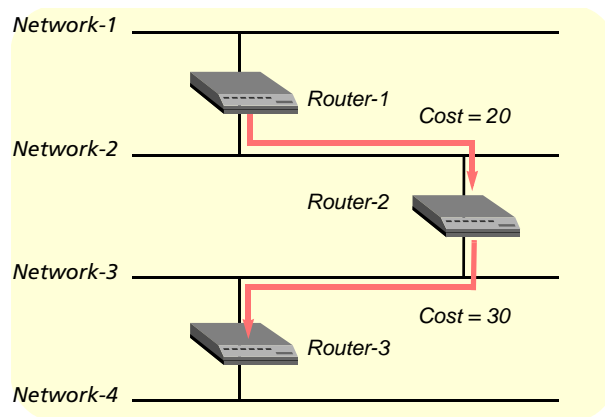 Network-1
Router-1
Cost = 20
Network-2
Router-2
Network-3
Cost = 30
Router-3
Network-4